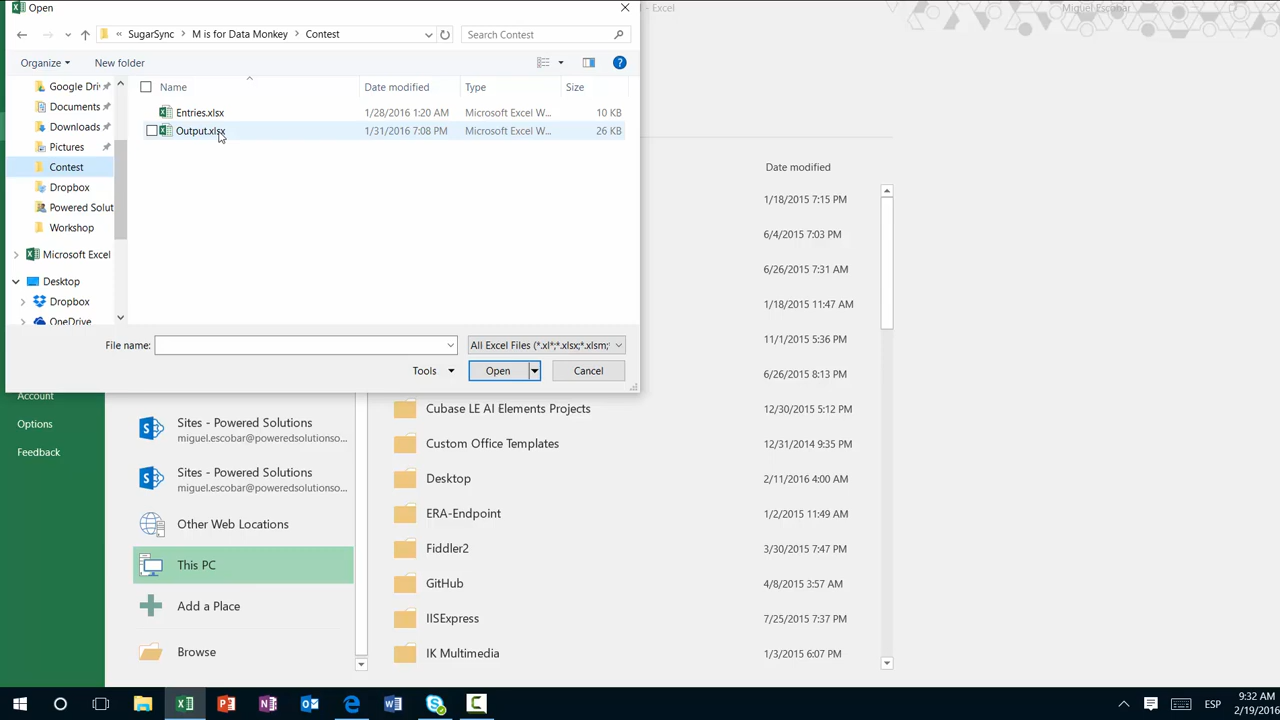 Open
- Excel
Miguel Escobar
« SugarSync > M is for Data Monkey > Contest
Search Contest
Organize
New folder
Name
Date modified
Type
Size
Entries.xlsx 1/28/2016 1:20 AM Microsoft Excel W... 10 KB
Output.xlsx 1/31/2016 7:08 PM Microsoft Excel W... 26 KB
Google Dri
Documents
Downloads
Pictures
Contest
Dropbox
Powered Solut
Workshop
Microsoft Excel
Desktop
Dropbox
OneDrive
File name:
All Excel Files (*.xl*;*.xlsx;*.xlsm;*
Tools
Open
Cancel
Account
Options
Feedback
Sites - Powered Solutions
miguel.escobar@poweredsolutionso...
Sites - Powered Solutions
miguel.escobar@poweredsolutionso...
Other Web Locations
This PC
Add a Place
Browse
Date modified
1/18/2015 7:15 PM
6/4/2015 7:03 PM
6/26/2015 7:31 AM
1/18/2015 11:47 AM
11/1/2015 5:36 PM
6/26/2015 8:13 PM
Cubase LE AI Elements Projects 12/30/2015 5:12 PM
Custom Office Templates 12/31/2014 9:35 PM
Desktop 2/11/2016 4:00 AM
ERA-Endpoint 1/2/2015 11:49 AM
Fiddler2 3/30/2015 7:47 PM
GitHub 4/8/2015 3:57 AM
IISExpress 7/25/2015 7:37 PM
IK Multimedia 1/3/2015 6:07 PM
ESP
9:32 AM
2/19/2016